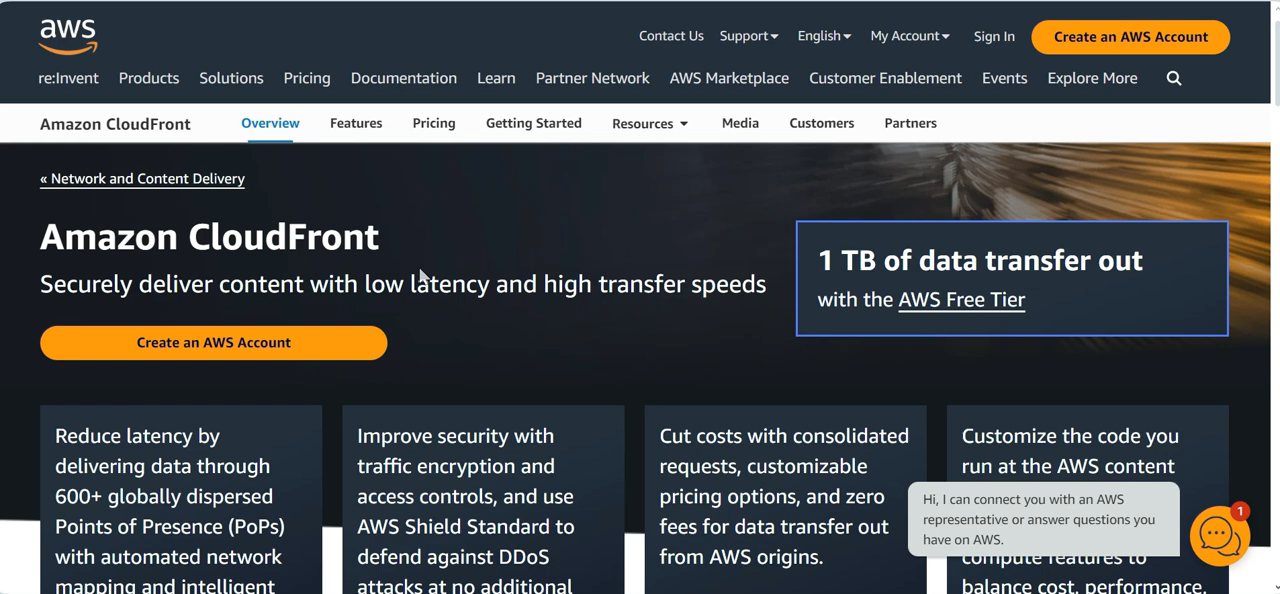 aws
Contact Us Support English My Account Sign In Create an AWS Account
re:Invent Products Solutions Pricing Documentation Learn Partner Network AWS Marketplace Customer Enablement Events Explore More
Amazon CloudFront Overview Features Pricing Getting Started Resources Media Customers Partners
« Network and Content Delivery
Amazon CloudFront
Securely deliver content with low latency and high transfer speeds
Create an AWS Account
1 TB of data transfer out
with the AWS Free Tier
Reduce latency by
delivering data through
600+ globally dispersed
Points of Presence (PoPs)
with automated network
mapping and intelligent
Improve security with
traffic encryption and
access controls, and use
AWS Shield Standard to
defend against DDoS
attacks at no additional
Cut costs with consolidated
requests, customizable
pricing options, and zero
fees for data transfer out
from AWS origins.
Customize the code you
run at the AWS content
compute features to
balance cost, performance,
Hi, I can connect you with an AWS
representative or answer questions you
have on AWS.
1